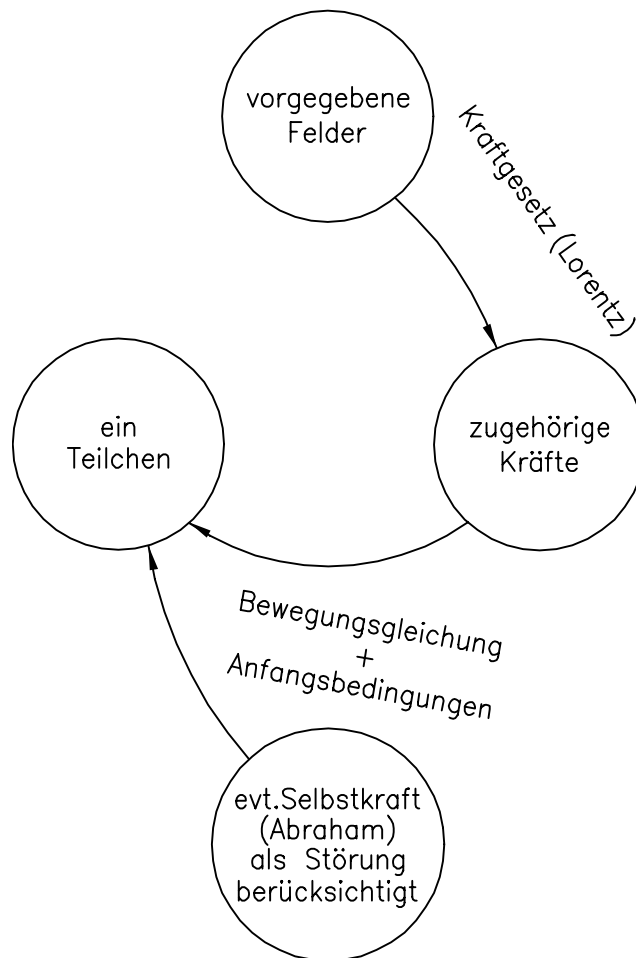 vorgegebene
Felder
Kraftgesetz (Lorentz)
zugehörige
Kräfte
ein
Teilchen
Bewegungsgleichung
+
Anfangsbedingungen
evt.Selbstkraft
(Abraham)
als Störung
berücksichtigt